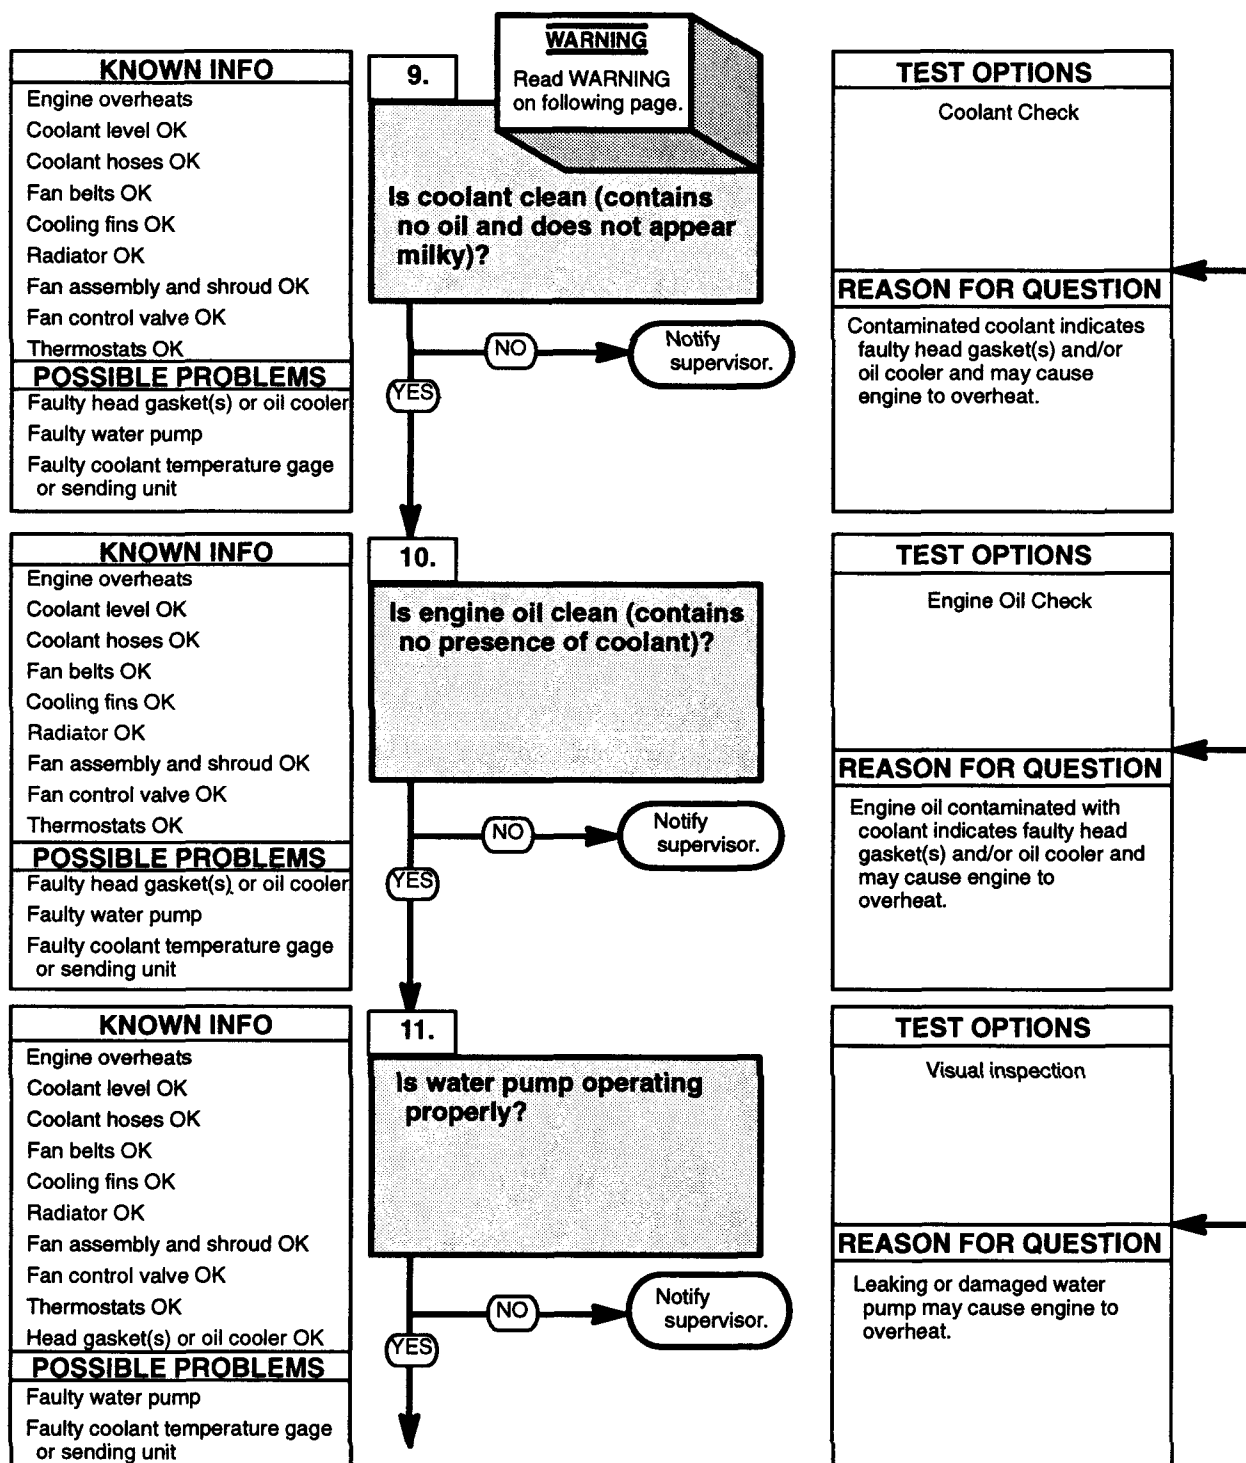 KNOWN INFO
Engine overheats
Coolant level OK
Coolant hoses OK
Fan belts OK
Cooling fins OK
Radiator OK
Fan assembly and shroud OK
Fan control valve OK
Thermostats OK
POSSIBLE PROBLEMS
Faulty head gasket(s) or oil cooler
Faulty water pump
Faulty coolant temperature gage
or sending unit
9.
WARNING
Read WARNING
on following page.
Is coolant clean (contains
no oil and does not appear
milky)?
NO
Notify
supervisor.
YES
TEST OPTIONS
Coolant Check
REASON FOR QUESTION
Contaminated coolant indicates
faulty head gasket(s) and/or
oil cooler and may cause
engine to overheat.
KNOWN INFO
Engine overheats
Coolant level OK
Coolant hoses OK
Fan belts OK
Cooling fins OK
Radiator OK
Fan assembly and shroud OK
Fan control valve OK
Thermostats OK
POSSIBLE PROBLEMS
Faulty head gasket(s) or oil cooler
Faulty water pump
Faulty coolant temperature gage
or sending unit
10.
Is engine oil clean (contains
no presence of coolant)?
NO
Notify
supervisor.
YES
TEST OPTIONS
Engine Oil Check
REASON FOR QUESTION
Engine oil contaminated with
coolant indicates faulty head
gasket(s) and/or oil cooler and
may cause engine to
overheat.
KNOWN INFO
Engine overheats
Coolant level OK
Coolant hoses OK
Fan belts OK
Cooling fins OK
Radiator OK
Fan assembly and shroud OK
Fan control valve OK
Thermostats OK
Head gasket(s) or oil cooler OK
POSSIBLE PROBLEMS
Faulty water pump
Faulty coolant temperature gage
or sending unit
11.
Is water pump operating
properly?
NO
Notify
supervisor.
YES
TEST OPTIONS
Visual inspection
REASON FOR QUESTION
Leaking or damaged water
pump may cause engine to
overheat.